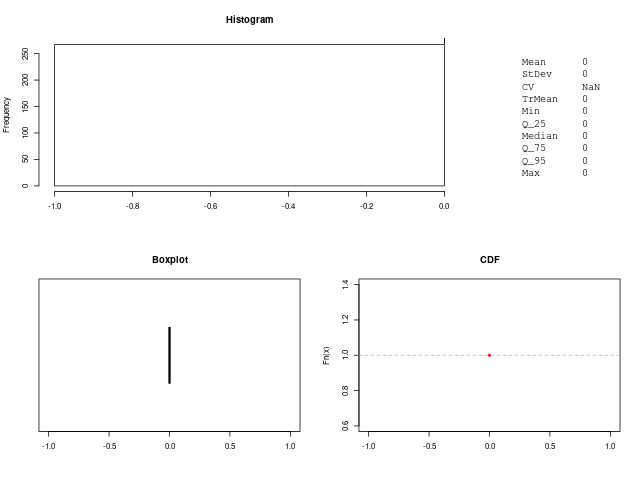 Histogram
Frequency
250
200
150
100
50
0
-1.0 -0.8 -0.6 -0.4 -0.2 0.0
Mean 0
StDev 0
CV NaN
TrMean 0
Min 0
Q_25 0
Median 0
Q_75 0
Q_95 0
Max 0
Boxplot
-1.0 -0.5 0.0 0.5 1.0
CDF
Fn(x)
1.4
1.2
1.0
0.8
0.6
-1.0 -0.5 0.0 0.5 1.0